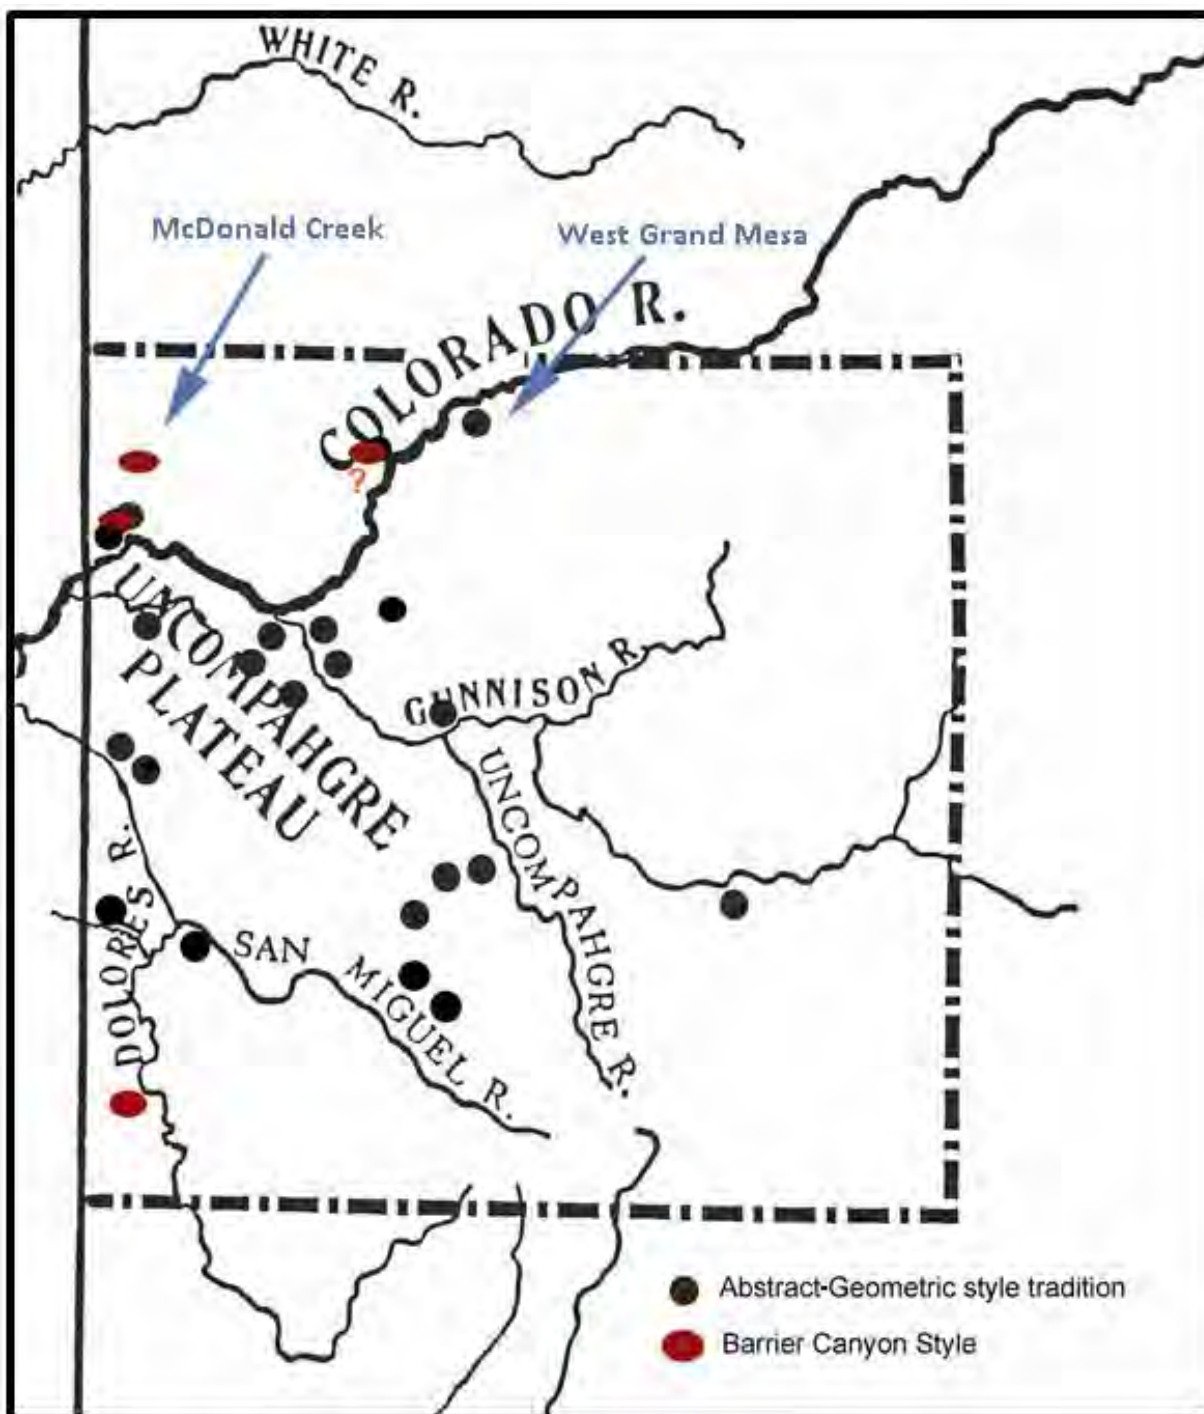 WHITE R.
McDonald Creek
West Grand Mesa
COLORADO R.
?
UNCOMPAHGRE
PLATEAU
GUNNISON R.
UNCOMPAHGRE R.
DOLORES R.
SAN MIGUEL R.
Abstract-Geometric style tradition
Barrier Canyon Style